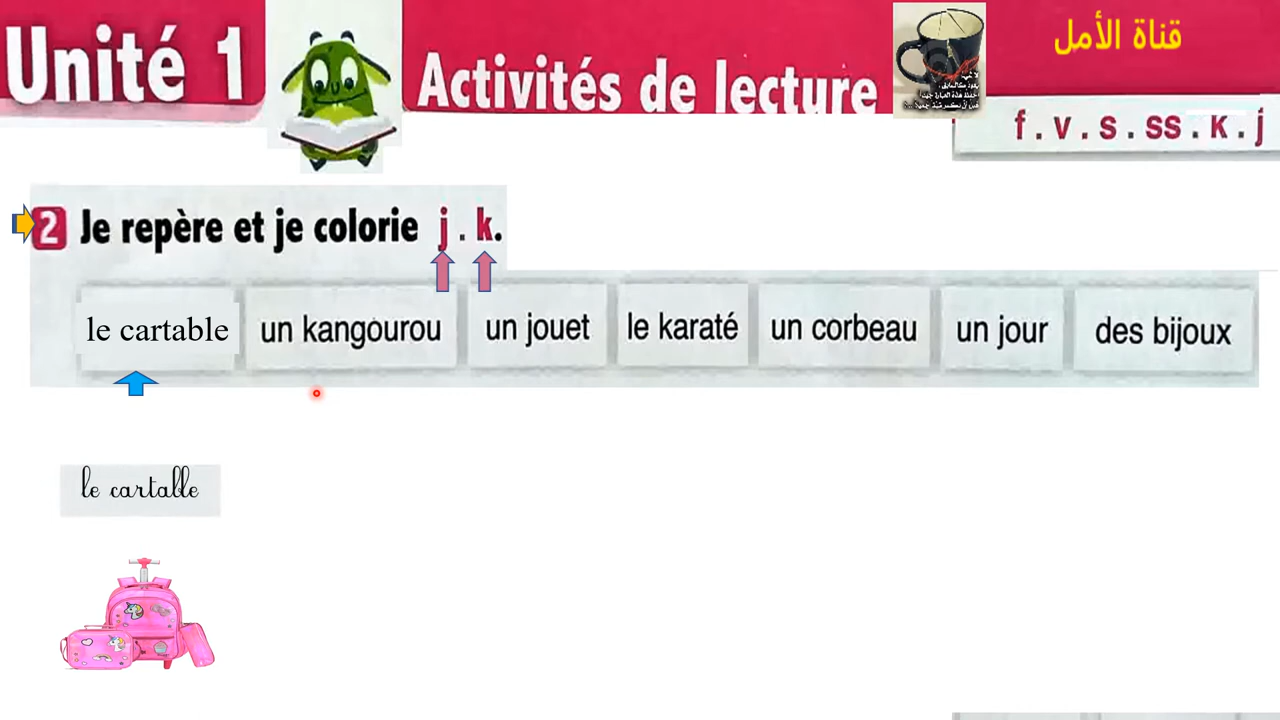 Unité 1
Activités de lecture
قناة الأمل
f . v . s . ss . k . j
2 Je repère et je colorie j . k.
le cartable
un kangourou
un jouet
le karaté
un corbeau
un jour
des bijoux
le cartable